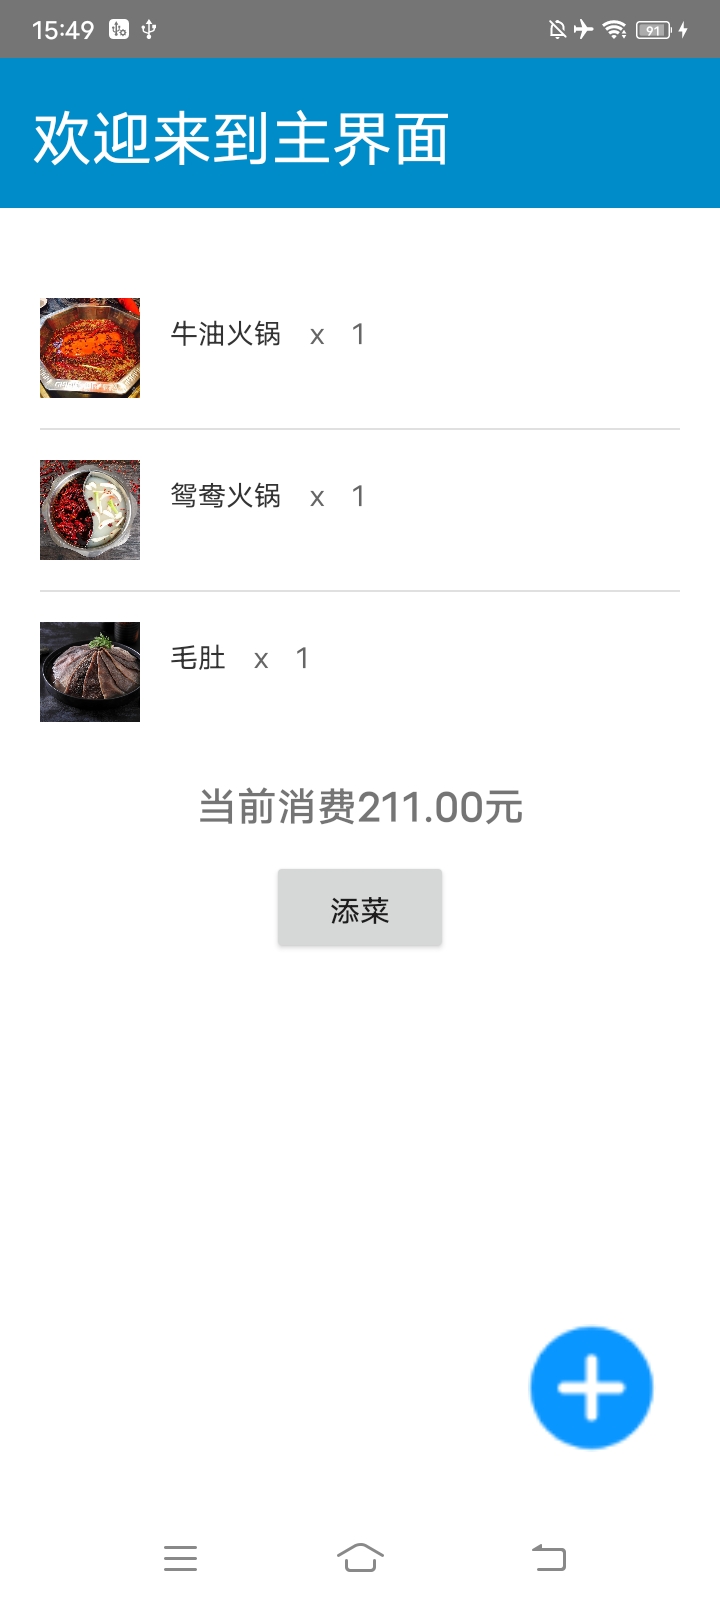 15:49
91
欢迎来到主界面
牛油火锅 x 1
鸳鸯火锅 x 1
毛肚 x 1
当前消费211.00元
添菜